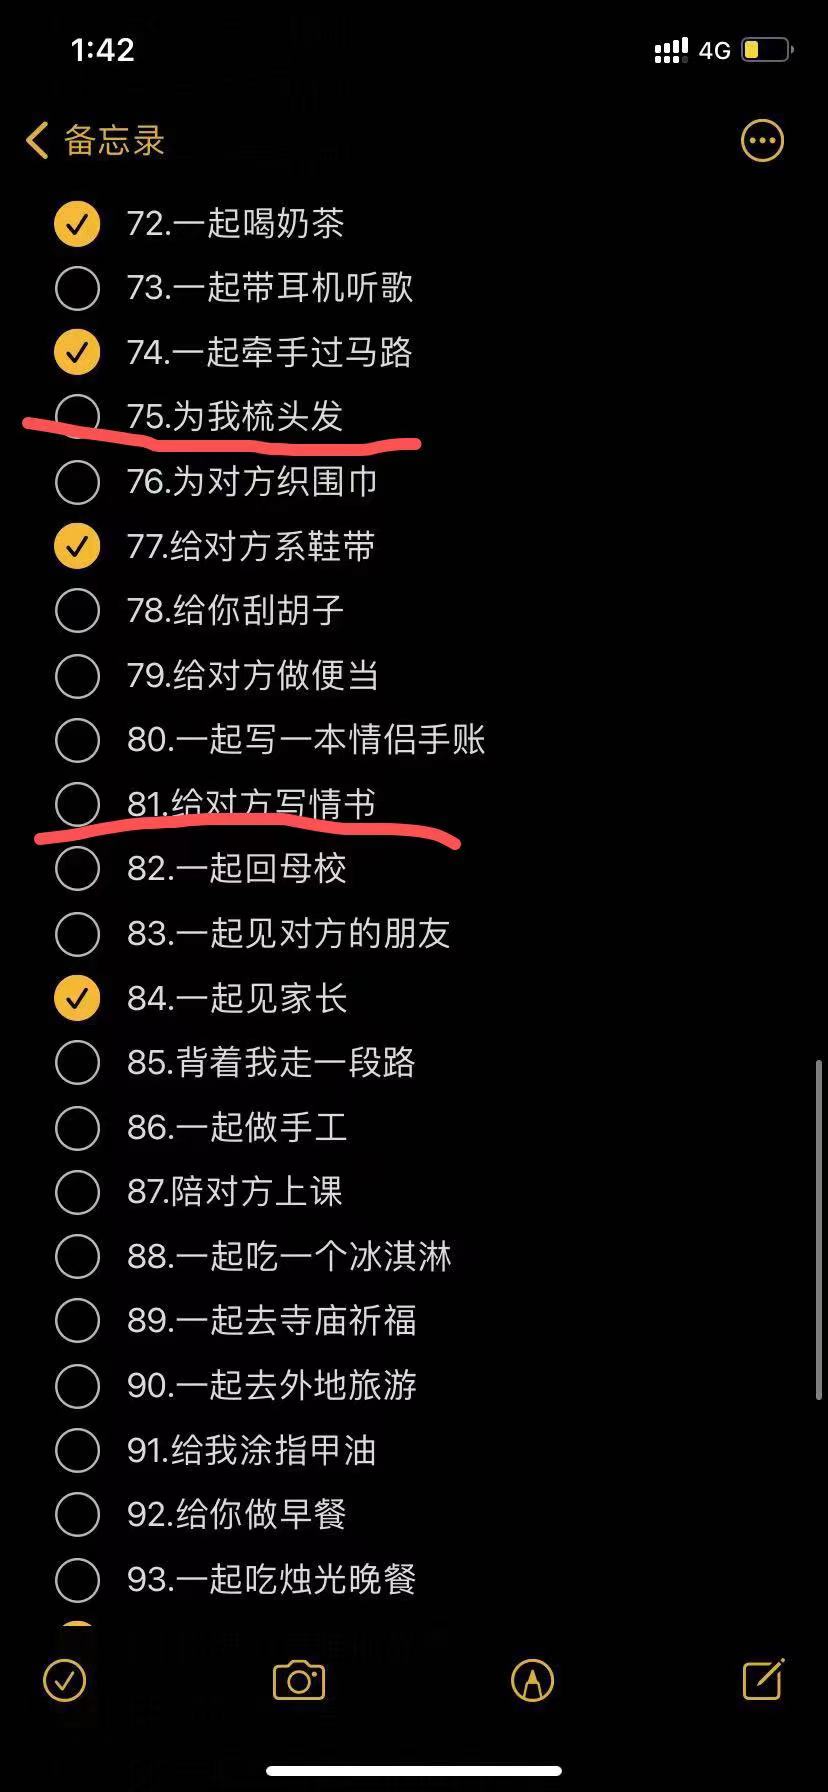 1:42
4G
备忘录
72.一起喝奶茶
73.一起带耳机听歌
74.一起牵手过马路
75.为我梳头发
76.为对方织围巾
77.给对方系鞋带
78.给你刮胡子
79.给对方做便当
80.一起写一本情侣手账
81.给对方写情书
82.一起回母校
83.一起见对方的朋友
84.一起见家长
85.背着我走一段路
86.一起做手工
87.陪对方上课
88.一起吃一个冰淇淋
89.一起去寺庙祈福
90.一起去外地旅游
91.给我涂指甲油
92.给你做早餐
93.一起吃烛光晚餐